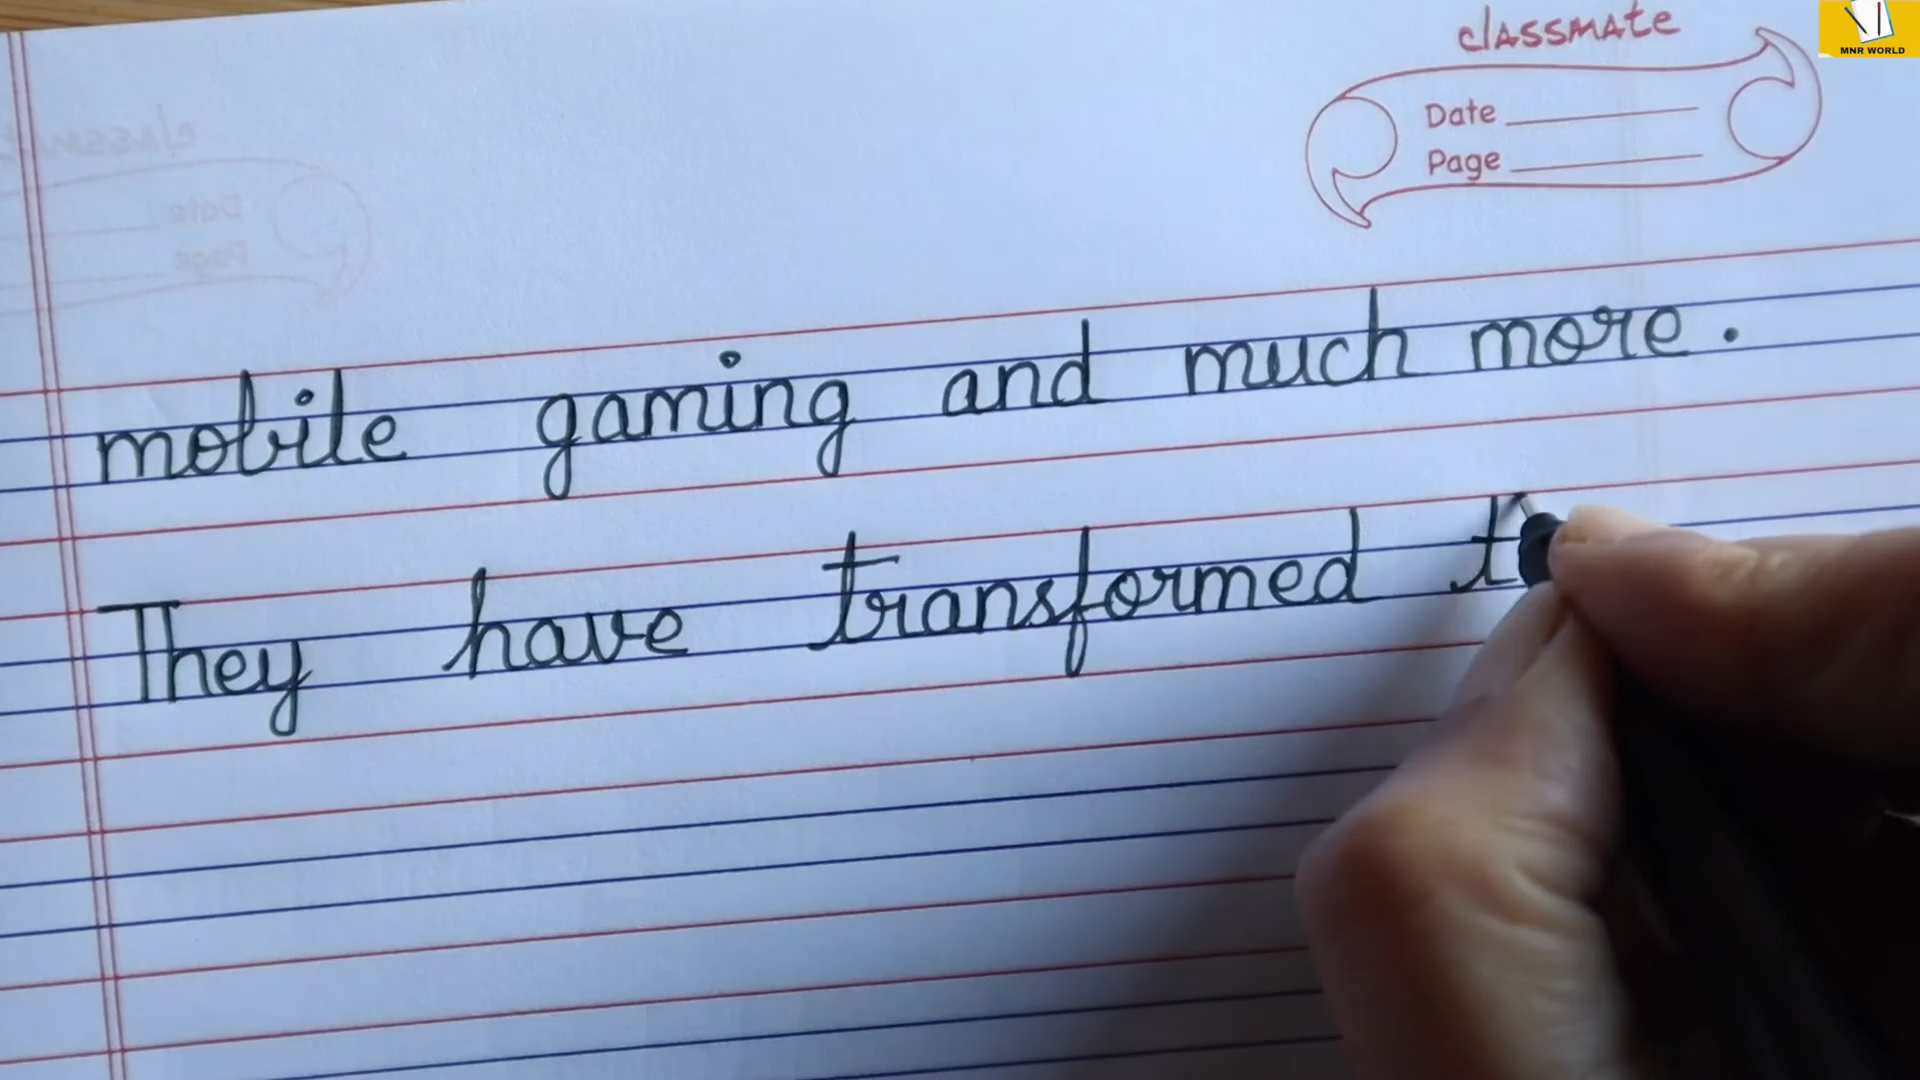 classmate
MNR WORLD
Date
Page
mobile gaming and much more.
They have transformed